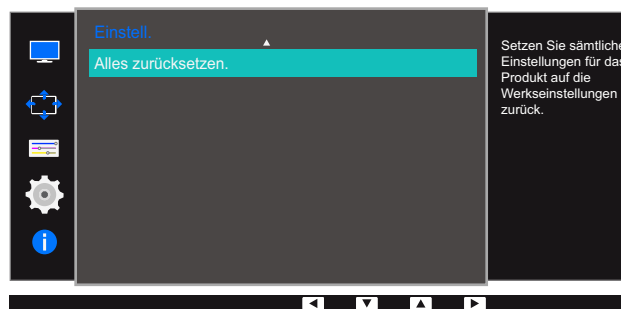 Einstell.
Alles zurücksetzen.
Setzen Sie sämtliche
Einstellungen für das
Produkt auf die
Werkseinstellungen
zurück.